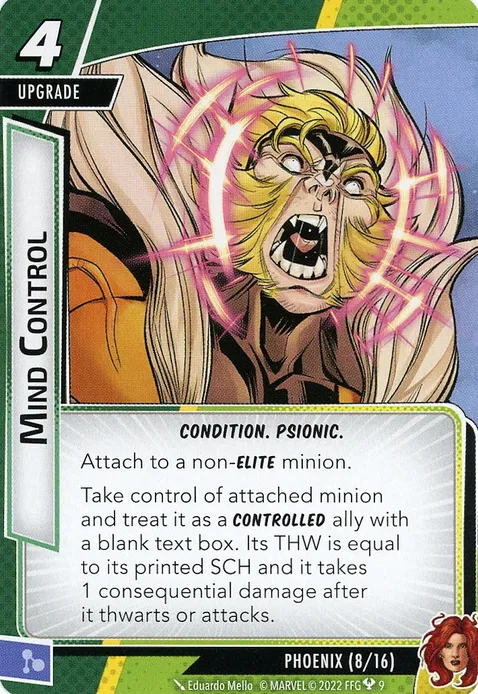 4
UPGRADE
MIND CONTROL
CONDITION. PSIONIC.
Attach to a non-ELITE minion.
Take control of attached minion
and treat it as a CONTROLLED ally with
a blank text box. Its THW is equal
to its printed SCH and it takes
1 consequential damage after
it thwarts or attacks.
PHOENIX (8/16)
Eduardo Mello © MARVEL © 2022 FFG 9